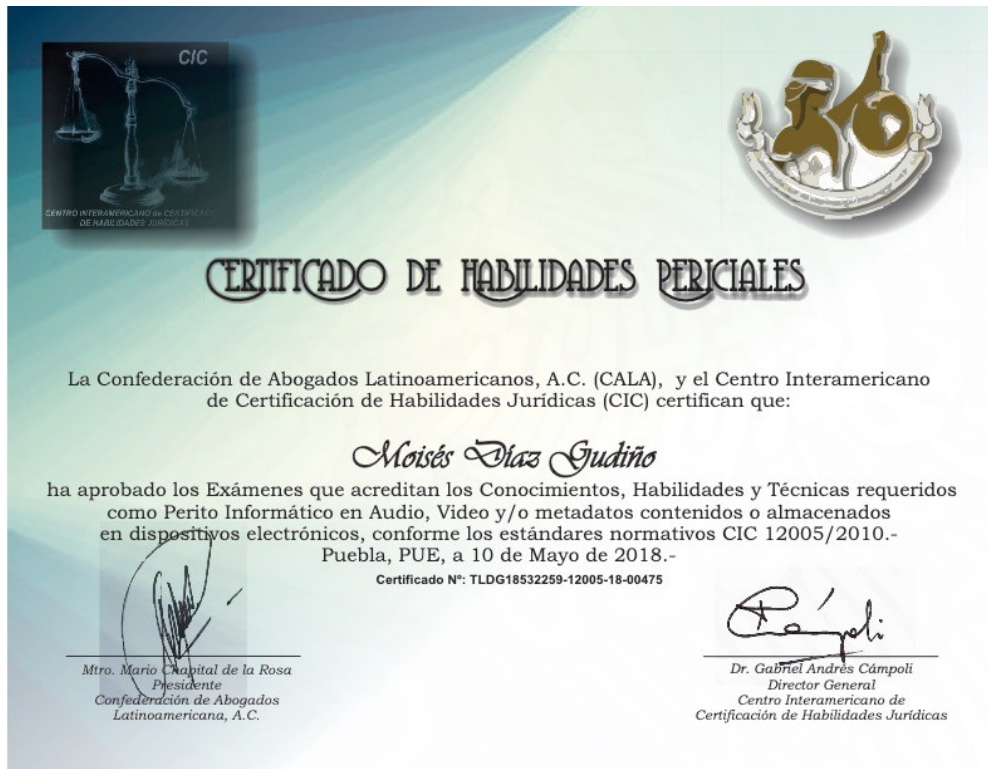 CIC
CENTRO INTERAMERICANO de CERTIFICAC
DE HABILIDADES JURIDICAS
CERTIFICADO DE HABILIDADES PERICIALES
La Confederación de Abogados Latinoamericanos, A.C. (CALA), y el Centro Interamericano
de Certificación de Habilidades Jurídicas (CIC) certifican que:
Moisés Díaz Gudiño
ha aprobado los Exámenes que acreditan los Conocimientos, Habilidades y Técnicas requeridos
como Perito Informático en Audio, Video y/o metadatos contenidos o almacenados
en dispositivos electrónicos, conforme los estándares normativos CIC 12005/2010.-
Puebla, PUE, a 10 de Mayo de 2018.-
Certificado Nº: TLDG18532259-12005-18-00475
Mtro. Mario Chapital de la Rosa
Presidente
Confederación de Abogados
Latinoamericana, A.C.
Cámpoli
Dr. Gabriel Andrés Cámpoli
Director General
Centro Interamericano de
Certificación de Habilidades Jurídicas